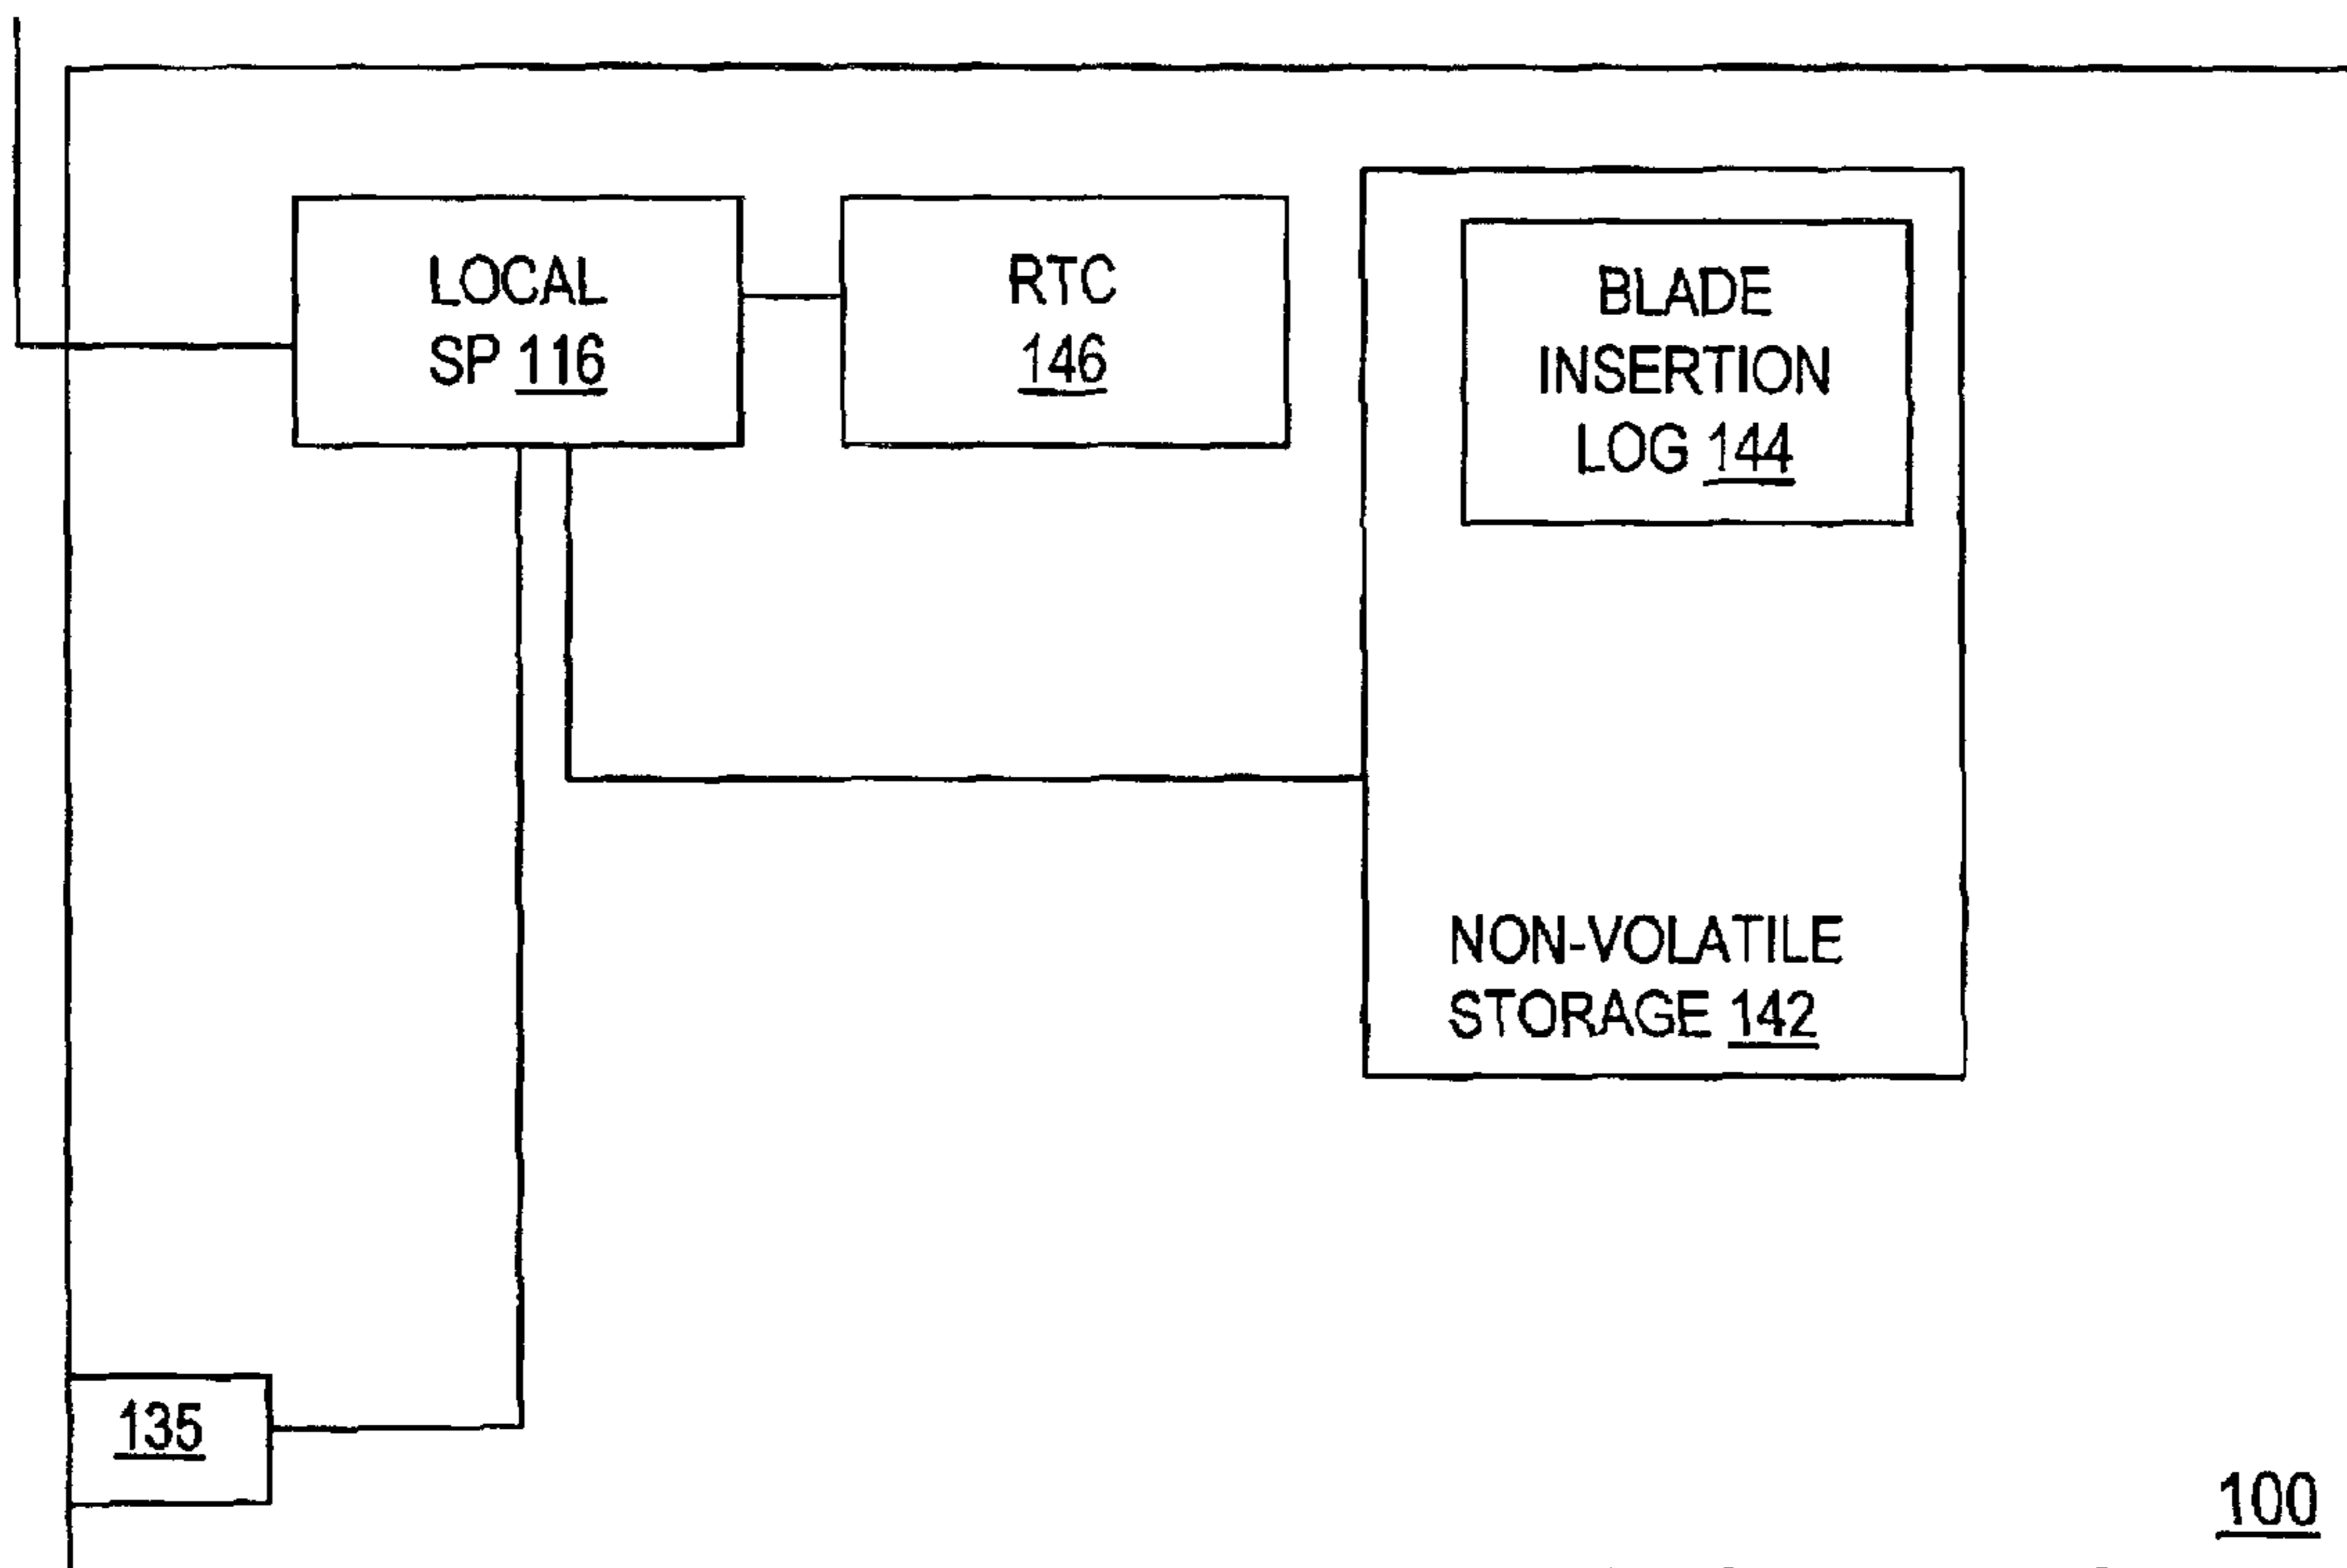 LOCAL
SP 116
RTC
146
BLADE
INSERTION
LOG 144
NON-VOLATILE
STORAGE 142
135
100